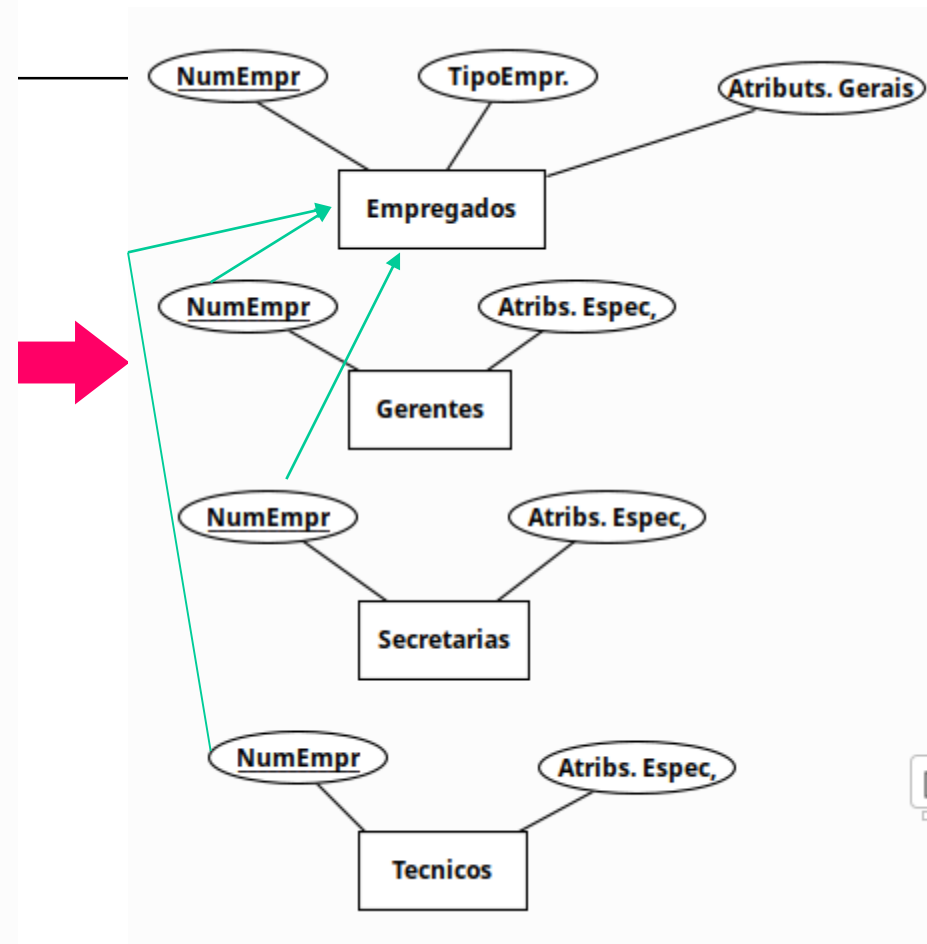 NumEmpr
TipoEmpr.
Atributs. Gerais
Empregados
NumEmpr
Atribs. Espec,
Gerentes
NumEmpr
Atribs. Espec,
Secretarias
NumEmpr
Atribs. Espec,
Tecnicos